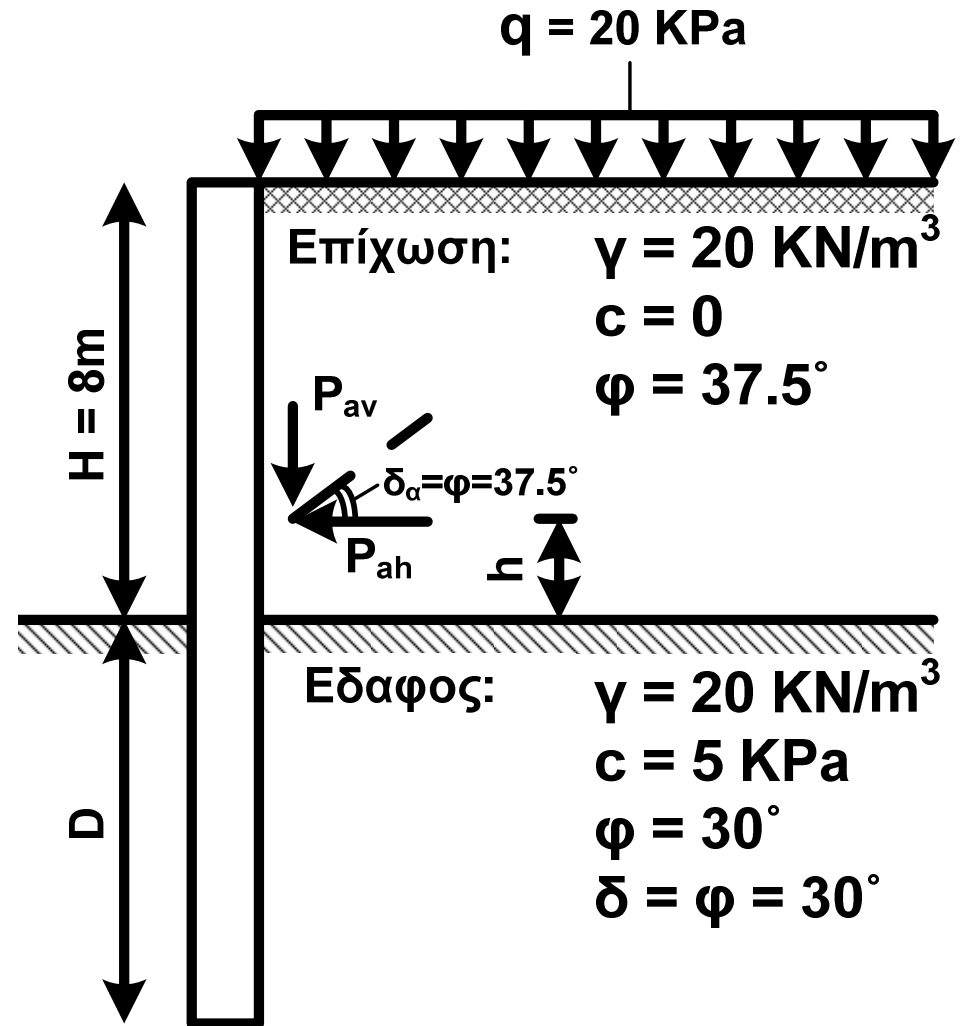 q = 20 KPa
Επίχωση:
γ = 20 KN/m³
c = 0
φ = 37.5°
H = 8m
Pav
δα=φ=37.5°
Pah
h
Εδαφος:
γ = 20 KN/m³
c = 5 KPa
φ = 30°
δ = φ = 30°
D